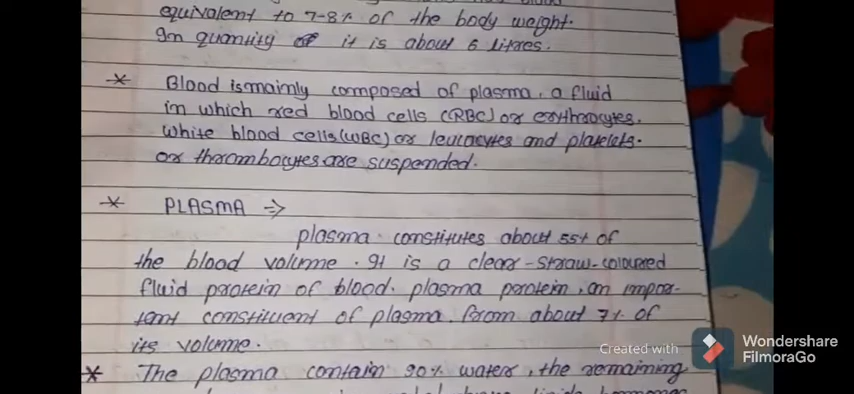 equivalent to 7-8% of the body weight.
In quantity it is about 6 litres.
* Blood is mainly composed of plasma, a fluid
in which red blood cells (RBC) or erythrocytes.
White blood cells (WBC) or leucocytes and platelets.
or thrombocytes are suspended.
* PLASMA ⇒
plasma constitutes about 55% of
the blood volume. It is a clear-straw-coloured
fluid protein of blood. plasma protein, an impor-
tant constituent of plasma. from about 7% of
its volume.
* The plasma contain 90% water, the remaining
Created with
Wondershare
FilmoraGo